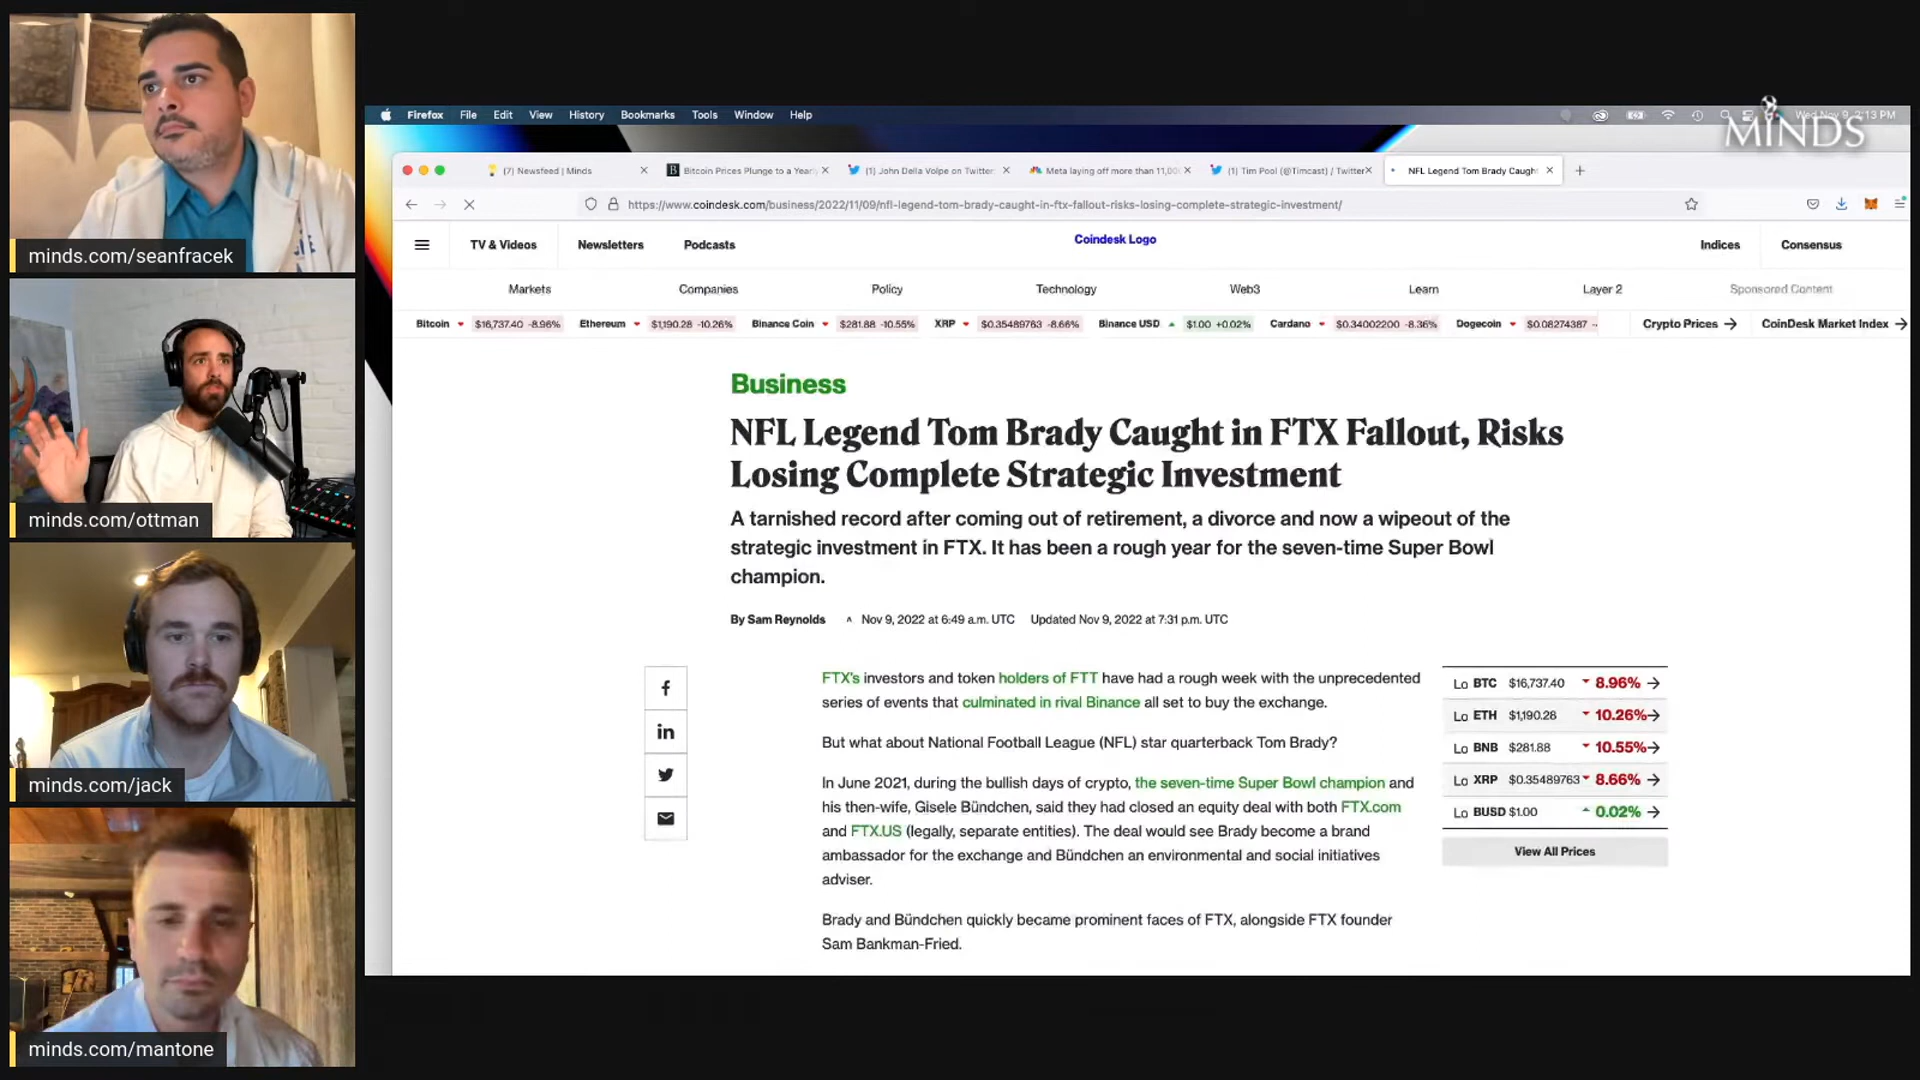 minds.com/seanfracek
minds.com/ottman
minds.com/jack
minds.com/mantone
Firefox File Edit View History Bookmarks Tools Window Help
Wed Nov 9 2:13 PM
MINDS
(7) Newsfeed | Minds
Bitcoin Prices Plunge to a Year
(1) John Della Volpe on Twitter
Meta laying off more than 11,00
(1) Tim Pool (@Timcast) / Twitter
NFL Legend Tom Brady Caught
https://www.coindesk.com/business/2022/11/09/nfl-legend-tom-brady-caught-in-ftx-fallout-risks-losing-complete-strategic-investment/
TV & Videos Newsletters Podcasts Coindesk Logo Indices Consensus
Markets Companies Policy Technology Web3 Learn Layer 2 Sponsored Content
Bitcoin $16,737.40 -8.96% Ethereum $1,190.28 -10.26% Binance Coin $281.88 -10.55% XRP $0.35489763 -8.66% Binance USD $1.00 +0.02% Cardano $0.34002200 -8.36% Dogecoin $0.08274387 - Crypto Prices → CoinDesk Market Index →
Business
NFL Legend Tom Brady Caught in FTX Fallout, Risks
Losing Complete Strategic Investment
A tarnished record after coming out of retirement, a divorce and now a wipeout of the
strategic investment in FTX. It has been a rough year for the seven-time Super Bowl
champion.
By Sam Reynolds Nov 9, 2022 at 6:49 a.m. UTC Updated Nov 9, 2022 at 7:31 p.m. UTC
FTX's investors and token holders of FTT have had a rough week with the unprecedented
series of events that culminated in rival Binance all set to buy the exchange.
But what about National Football League (NFL) star quarterback Tom Brady?
In June 2021, during the bullish days of crypto, the seven-time Super Bowl champion and
his then-wife, Gisele Bündchen, said they had closed an equity deal with both FTX.com
and FTX.US (legally, separate entities). The deal would see Brady become a brand
ambassador for the exchange and Bündchen an environmental and social initiatives
adviser.
Brady and Bündchen quickly became prominent faces of FTX, alongside FTX founder
Sam Bankman-Fried.
Lo BTC $16,737.40 8.96% →
Lo ETH $1,190.28 10.26% →
Lo BNB $281.88 10.55% →
Lo XRP $0.35489763 8.66% →
Lo BUSD $1.00 0.02% →
View All Prices